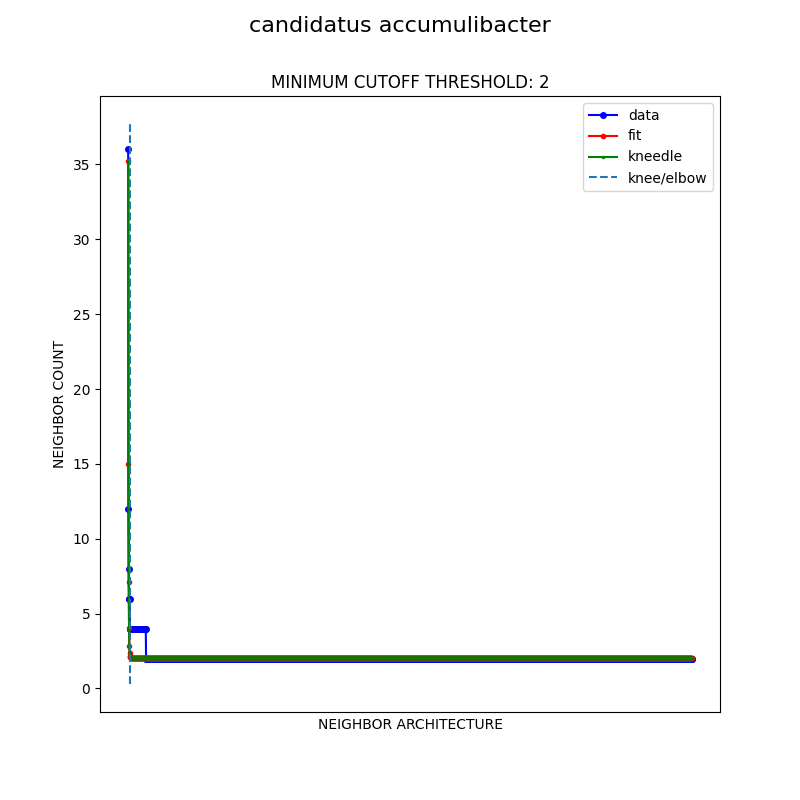 candidatus accumulibacter
MINIMUM CUTOFF THRESHOLD: 2
data
fit
kneedle
knee/elbow
35
30
25
20
15
10
5
0
NEIGHBOR COUNT
NEIGHBOR ARCHITECTURE